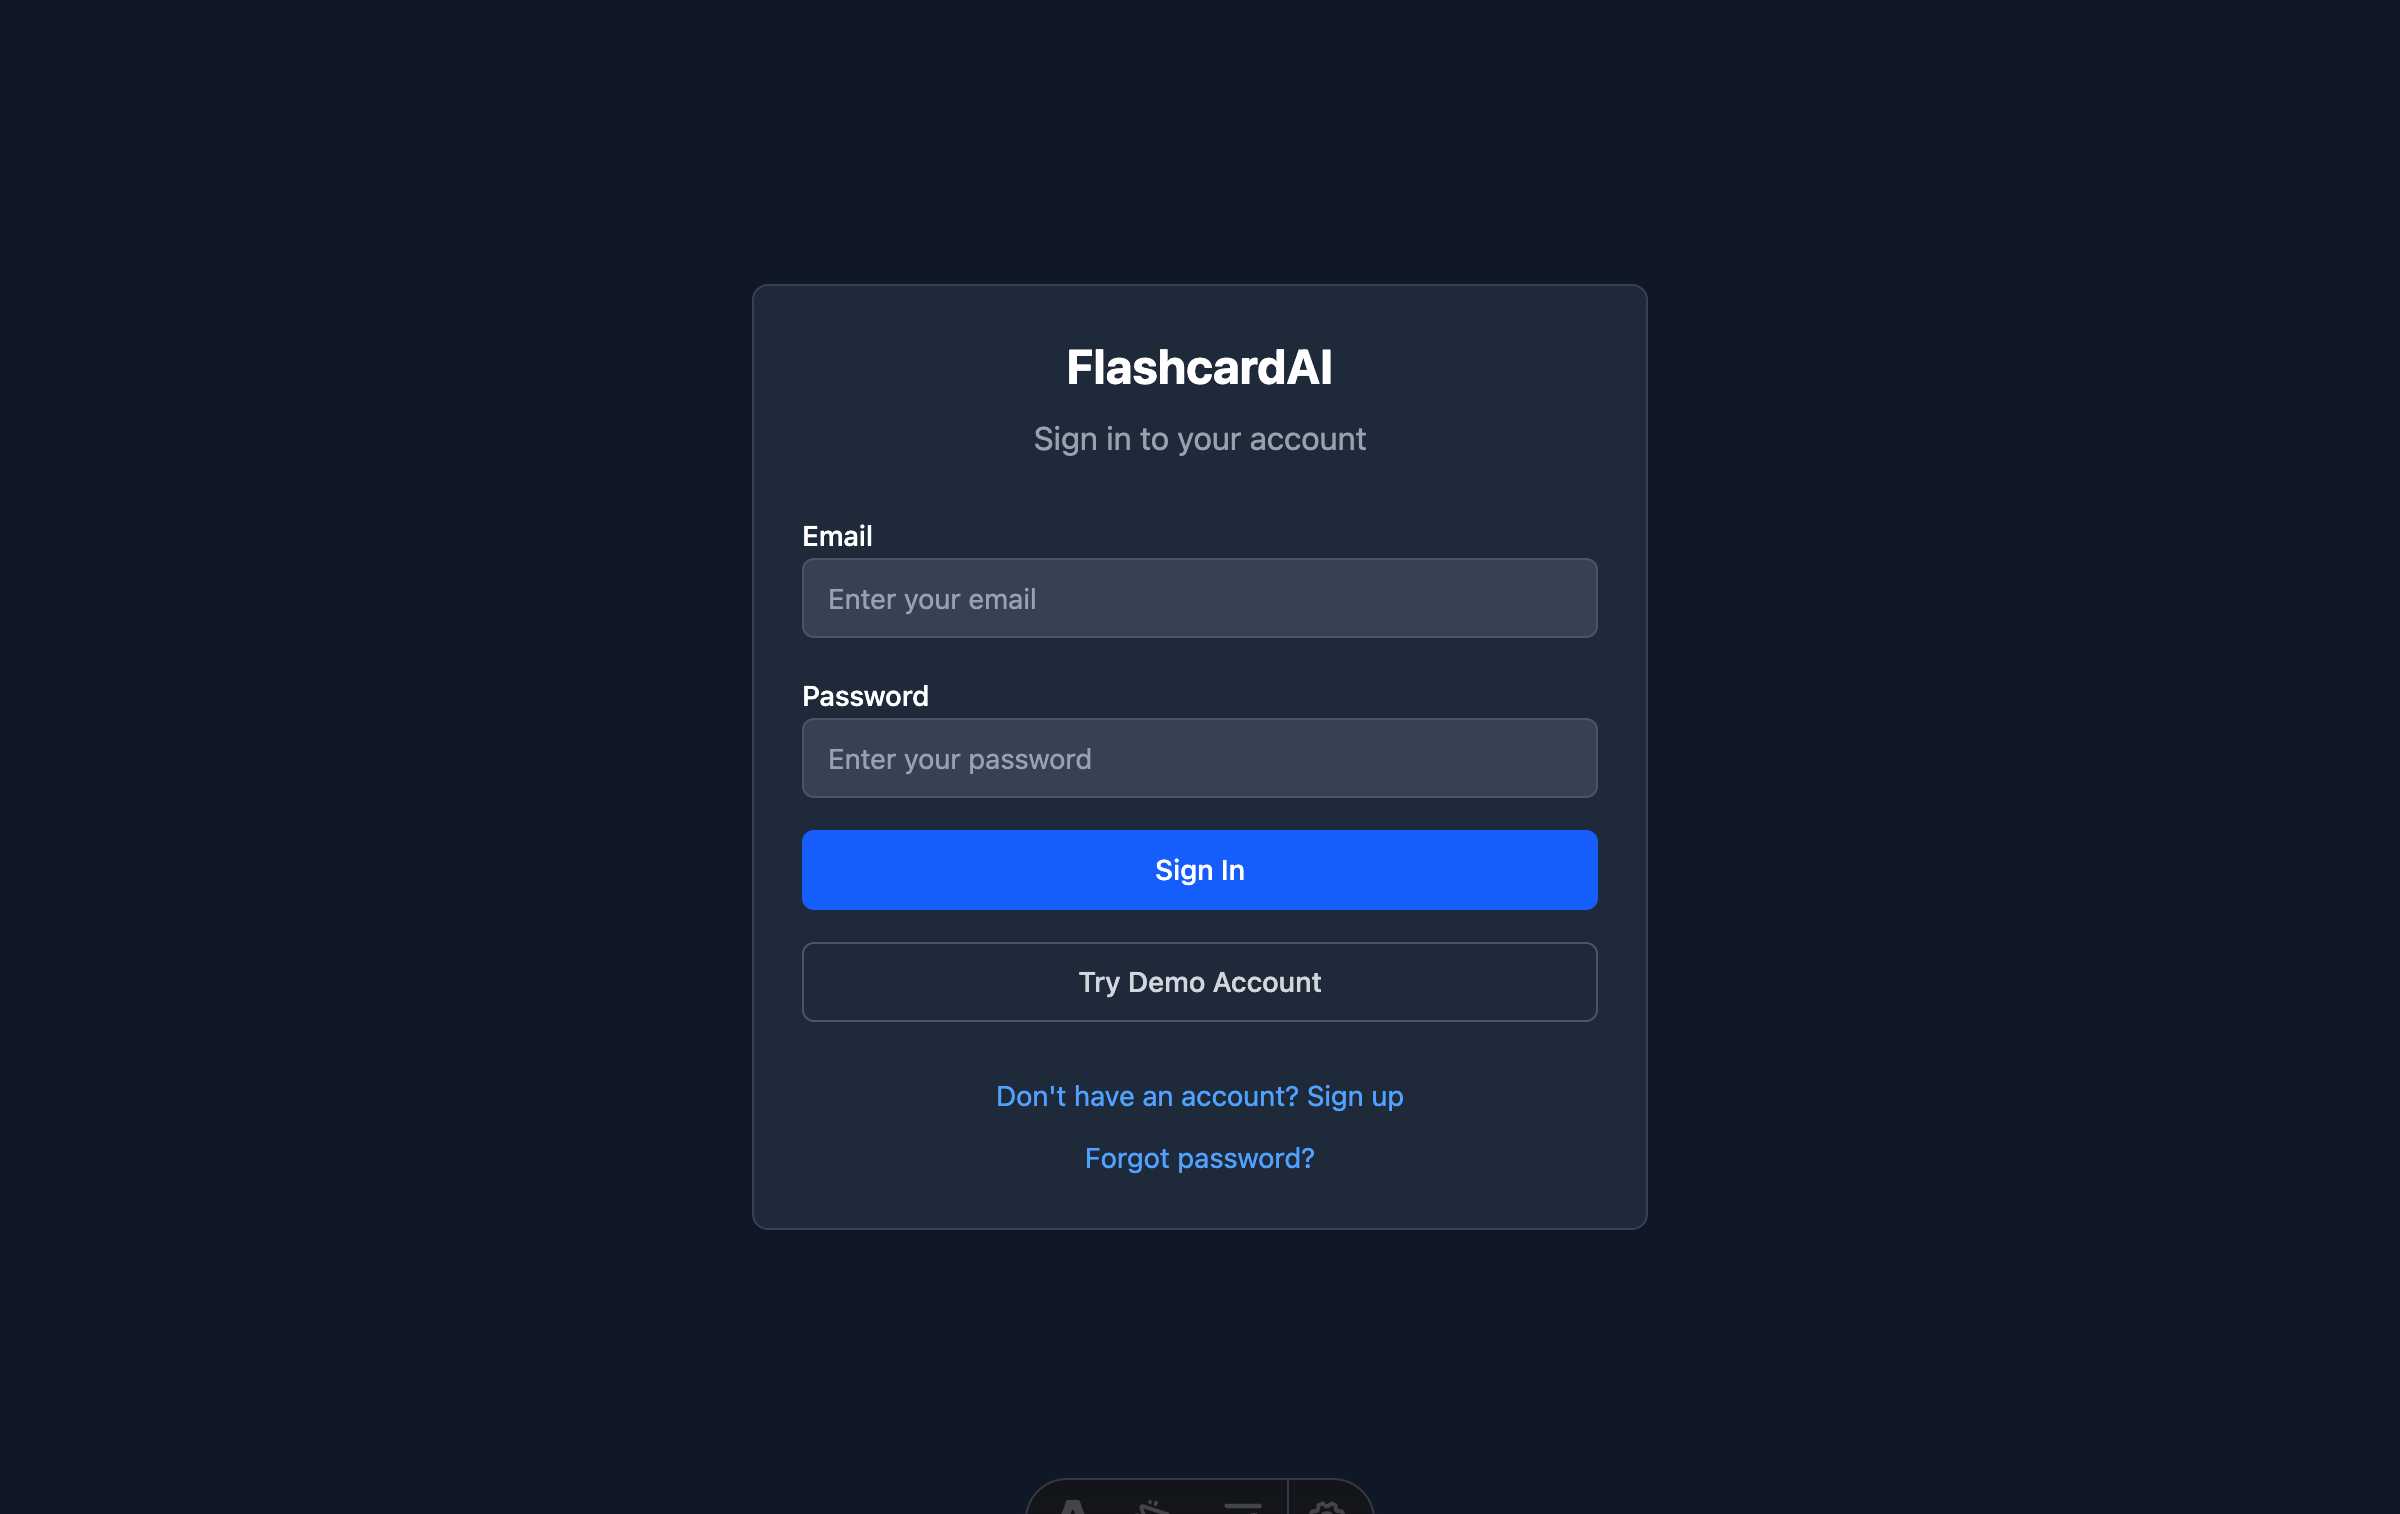 FlashcardAI
Sign in to your account
Email
Enter your email
Password
Enter your password
Sign In
Try Demo Account
Don't have an account? Sign up
Forgot password?